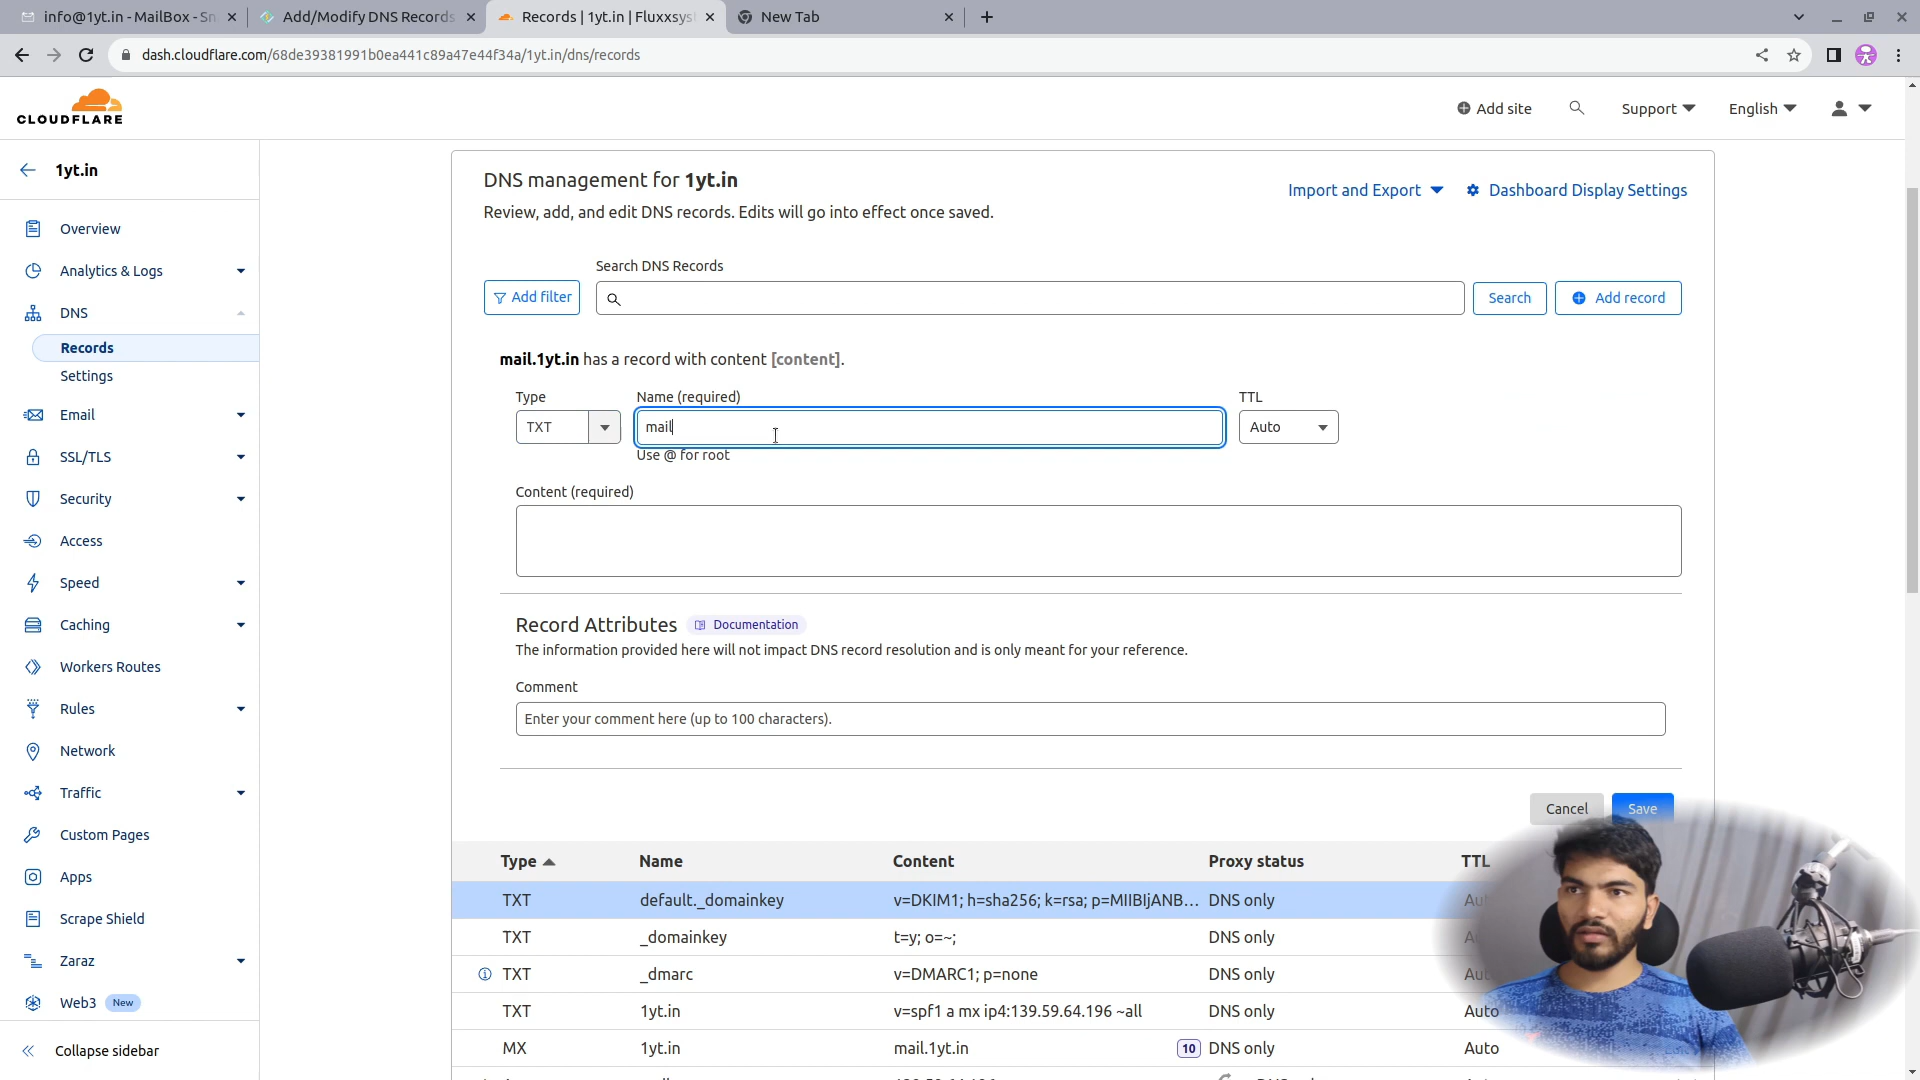 info@1yt.in - MailBox - Sn
Add/Modify DNS Records
Records | 1yt.in | Fluxxsys
New Tab
dash.cloudflare.com/68de39381991b0ea441c89a47e44f34a/1yt.in/dns/records
CLOUDFLARE
Add site
Support
English
1yt.in
Overview
Analytics & Logs
DNS
Records
Settings
Email
SSL/TLS
Security
Access
Speed
Caching
Workers Routes
Rules
Network
Traffic
Custom Pages
Apps
Scrape Shield
Zaraz
Web3 New
Collapse sidebar
DNS management for 1yt.in
Import and Export
Dashboard Display Settings
Review, add, and edit DNS records. Edits will go into effect once saved.
Search DNS Records
Add filter
Search
Add record
mail.1yt.in has a record with content [content].
Type Name (required) TTL
TXT mail Auto
Use @ for root
Content (required)
Record Attributes Documentation
The information provided here will not impact DNS record resolution and is only meant for your reference.
Comment
Enter your comment here (up to 100 characters).
Cancel Save
Type Name Content Proxy status TTL
TXT default._domainkey v=DKIM1; h=sha256; k=rsa; p=MIIBIjANB... DNS only
TXT _domainkey t=y; o=~; DNS only
TXT _dmarc v=DMARC1; p=none DNS only
TXT 1yt.in v=spf1 a mx ip4:139.59.64.196 ~all DNS only Auto
MX 1yt.in mail.1yt.in 10 DNS only Auto